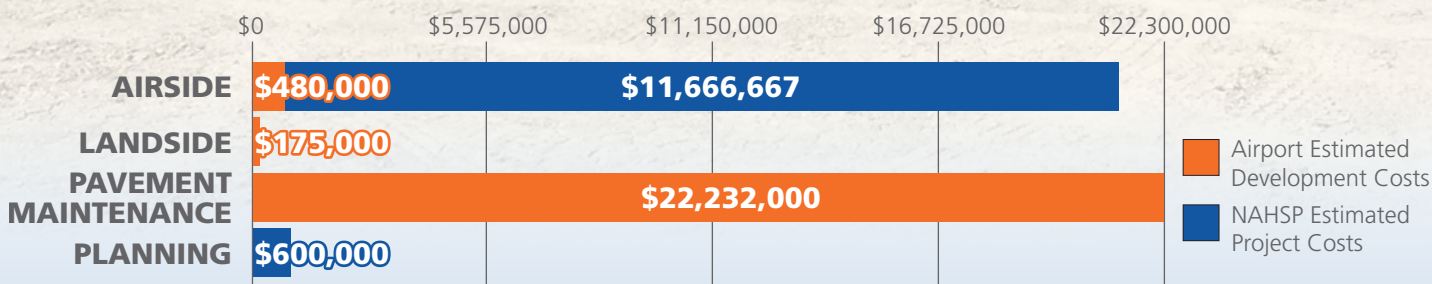 $0 $5,575,000 $11,150,000 $16,725,000 $22,300,000
AIRSIDE $480,000 $11,666,667
LANDSIDE $175,000
PAVEMENT
MAINTENANCE $22,232,000
PLANNING $600,000
Airport Estimated
Development Costs
NAHSP Estimated
Project Costs